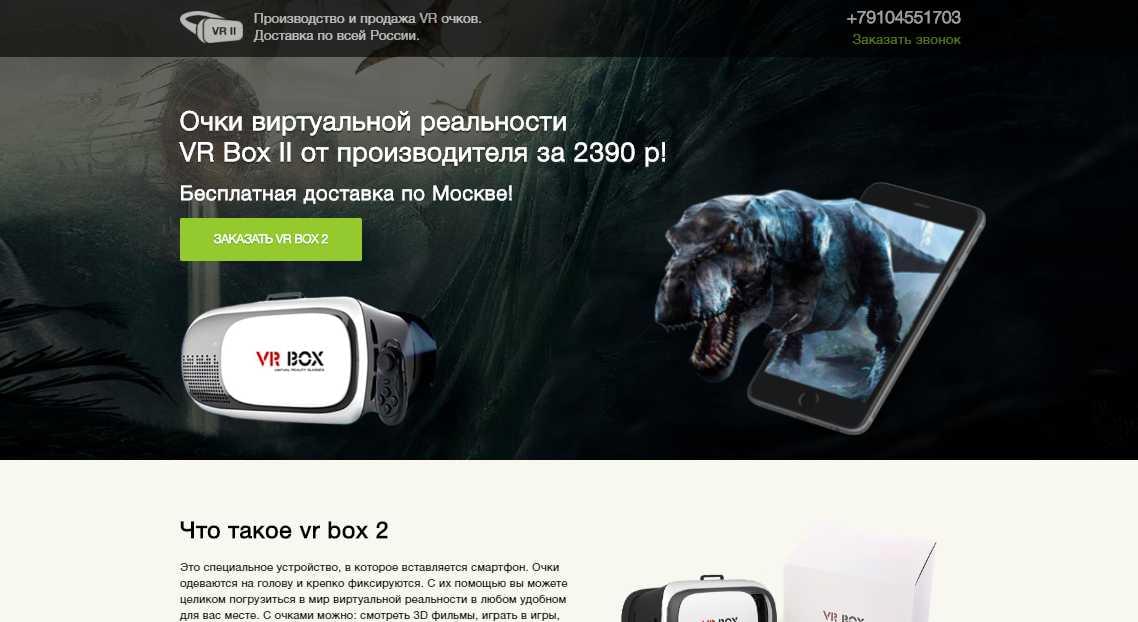 VR II
Производство и продажа VR очков.
Доставка по всей России.
+79104551703
Заказать звонок
Очки виртуальной реальности
VR Box II от производителя за 2390 р!
Бесплатная доставка по Москве!
ЗАКАЗАТЬ VR BOX 2
VR BOX
VIRTUAL REALITY GLASSES
Что такое vr box 2
Это специальное устройство, в которое вставляется смартфон. Очки
одеваются на голову и крепко фиксируются. С их помощью вы можете
целиком погрузиться в мир виртуальной реальности в любом удобном
для вас месте. С очками можно: смотреть 3D фильмы, играть в игры,
VR BOX
VR BOX